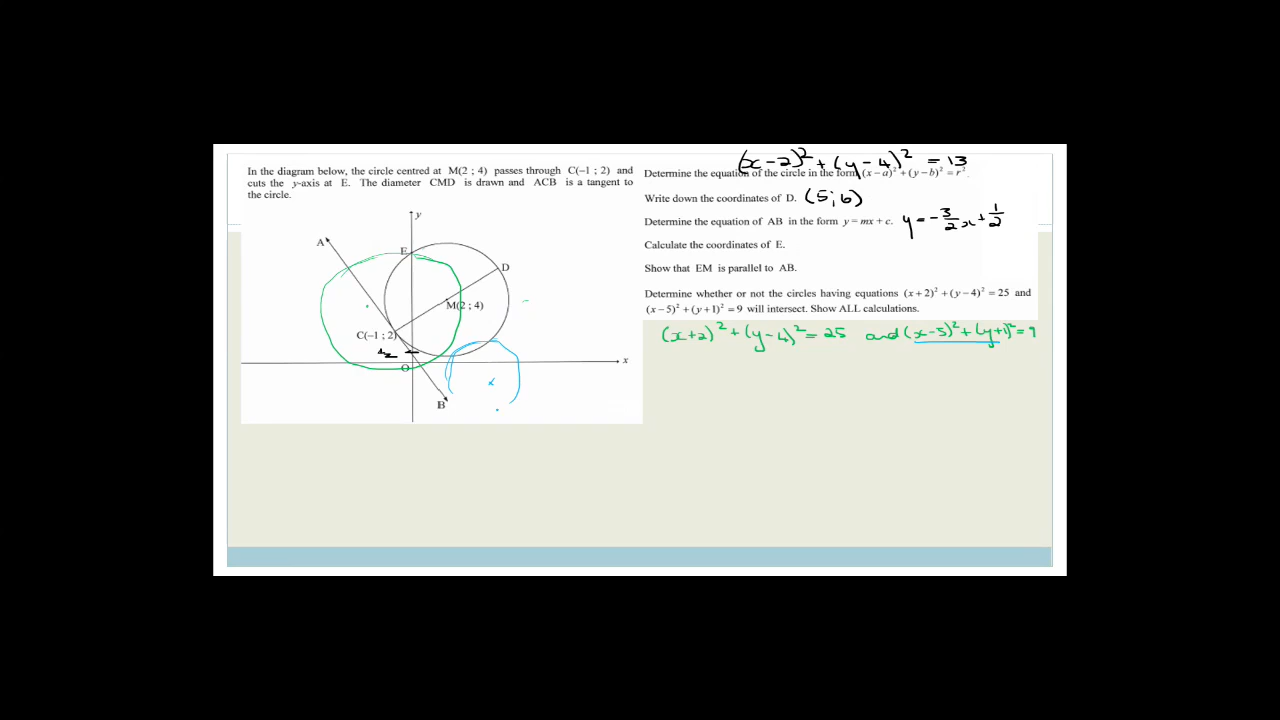 In the diagram below, the circle centred at M(2 ; 4) passes through C(−1 ; 2) and
cuts the y-axis at E. The diameter CMD is drawn and ACB is a tangent to
the circle.
y
A
E
D
M(2 ; 4)
C(−1 ; 2)
O
x
B
(x−2)² + (y−4)² = 13
Determine the equation of the circle in the form (x − a)² + (y − b)² = r².
Write down the coordinates of D. (5;6)
Determine the equation of AB in the form y = mx + c. y = −3/2 x + 1/2
Calculate the coordinates of E.
Show that EM is parallel to AB.
Determine whether or not the circles having equations (x + 2)² + (y − 4)² = 25 and
(x − 5)² + (y + 1)² = 9 will intersect. Show ALL calculations.
(x+2)² + (y−4)² = 25 and (x−5)² + (y+1)² = 9